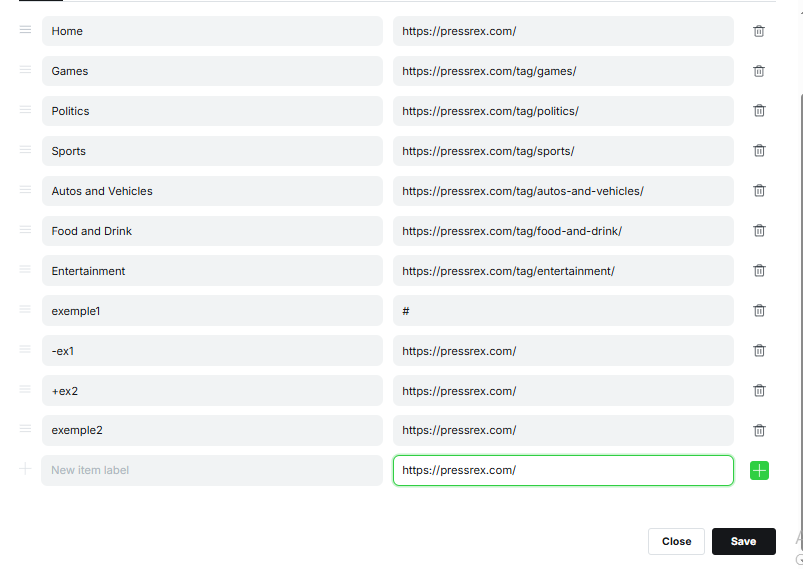 Home https://pressrex.com/
Games https://pressrex.com/tag/games/
Politics https://pressrex.com/tag/politics/
Sports https://pressrex.com/tag/sports/
Autos and Vehicles https://pressrex.com/tag/autos-and-vehicles/
Food and Drink https://pressrex.com/tag/food-and-drink/
Entertainment https://pressrex.com/tag/entertainment/
exemple1 #
-ex1 https://pressrex.com/
+ex2 https://pressrex.com/
exemple2 https://pressrex.com/
New item label https://pressrex.com/
Close Save